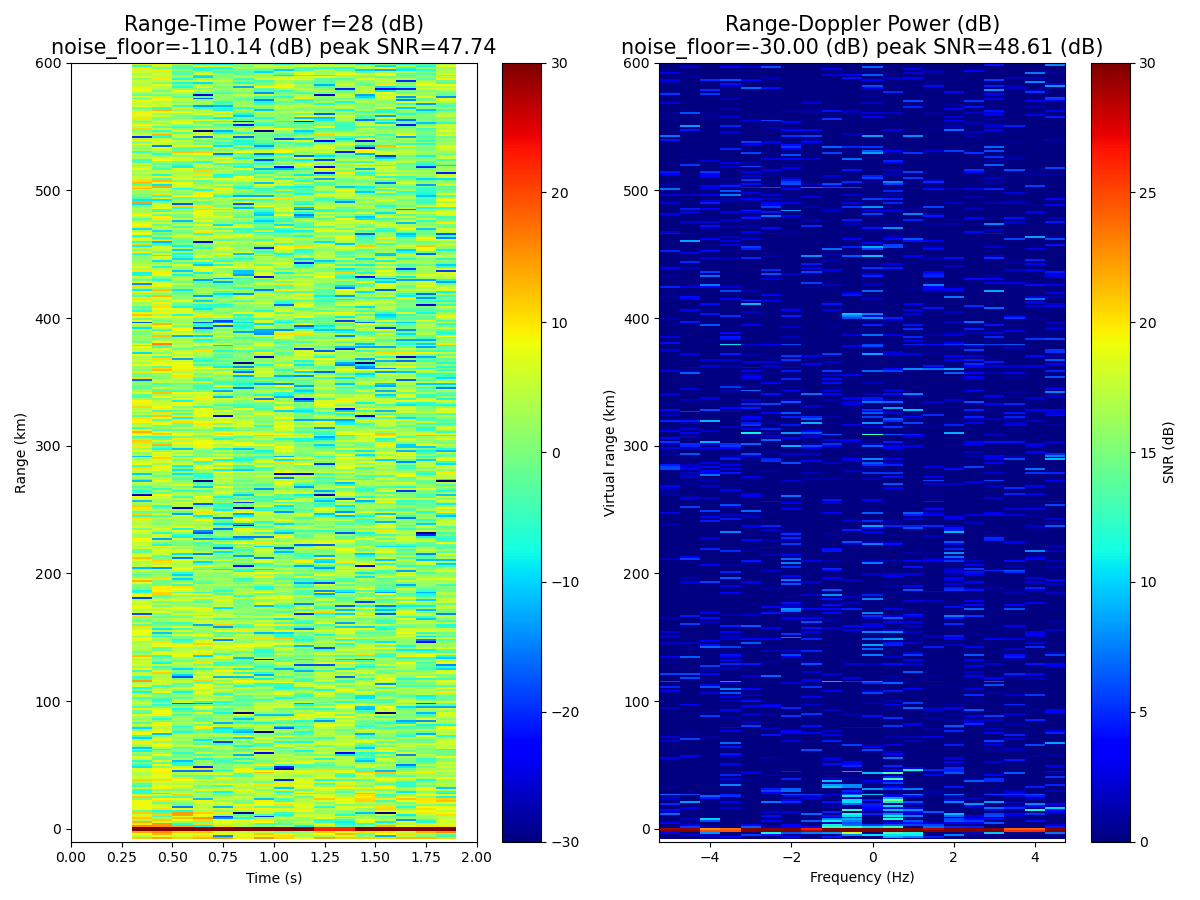 Range-Time Power f=28 (dB)
noise_floor=-110.14 (dB) peak SNR=47.74
600
500
400
300
200
100
0
Range (km)
0.00 0.25 0.50 0.75 1.00 1.25 1.50 1.75 2.00
Time (s)
30
20
10
0
−10
−20
−30
Range-Doppler Power (dB)
noise_floor=-30.00 (dB) peak SNR=48.61 (dB)
600
500
400
300
200
100
0
Virtual range (km)
−4 −2 0 2 4
Frequency (Hz)
30
25
20
15
10
5
0
SNR (dB)